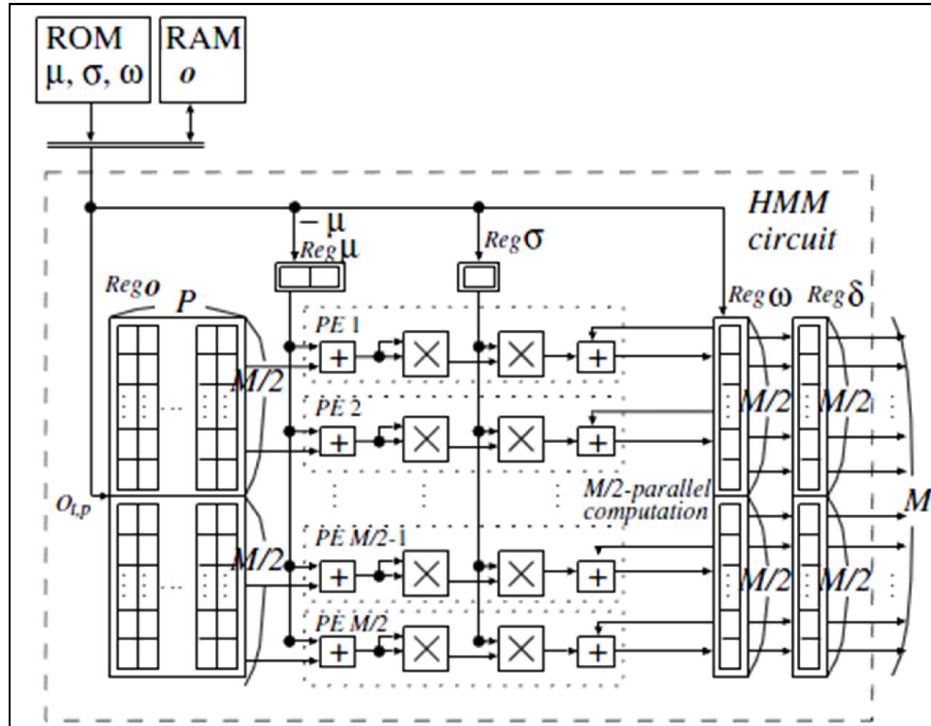 ROM
μ, σ, ω
RAM
o
HMM
circuit
– μ
Reg μ
Reg σ
Reg o
P
Reg ω
Reg δ
PE 1
+
×
×
+
M/2
M/2
M/2
PE 2
+
×
×
+
M/2-parallel
computation
M
O t,p
PE M/2-1
+
×
×
+
M/2
M/2
M/2
PE M/2
+
×
×
+